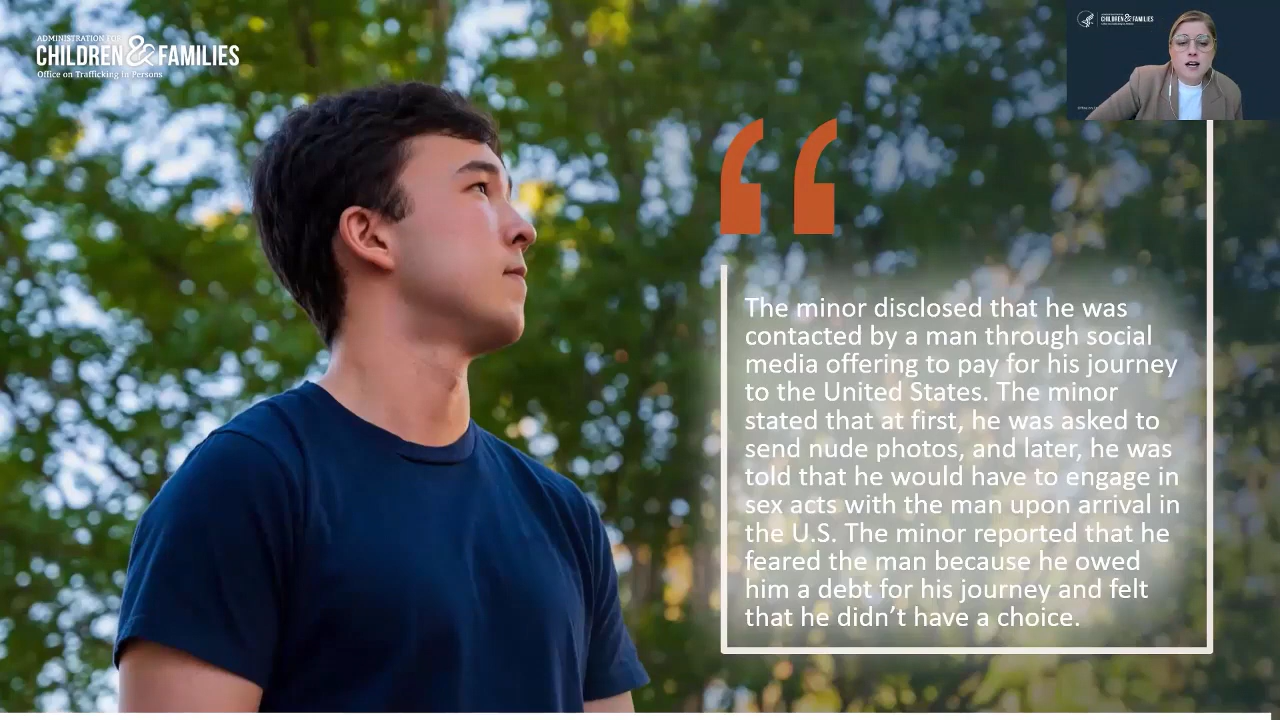 ADMINISTRATION FOR
CHILDREN & FAMILIES
Office on Trafficking in Persons
CHILDREN & FAMILIES
The minor disclosed that he was
contacted by a man through social
media offering to pay for his journey
to the United States. The minor
stated that at first, he was asked to
send nude photos, and later, he was
told that he would have to engage in
sex acts with the man upon arrival in
the U.S. The minor reported that he
feared the man because he owed
him a debt for his journey and felt
that he didn’t have a choice.